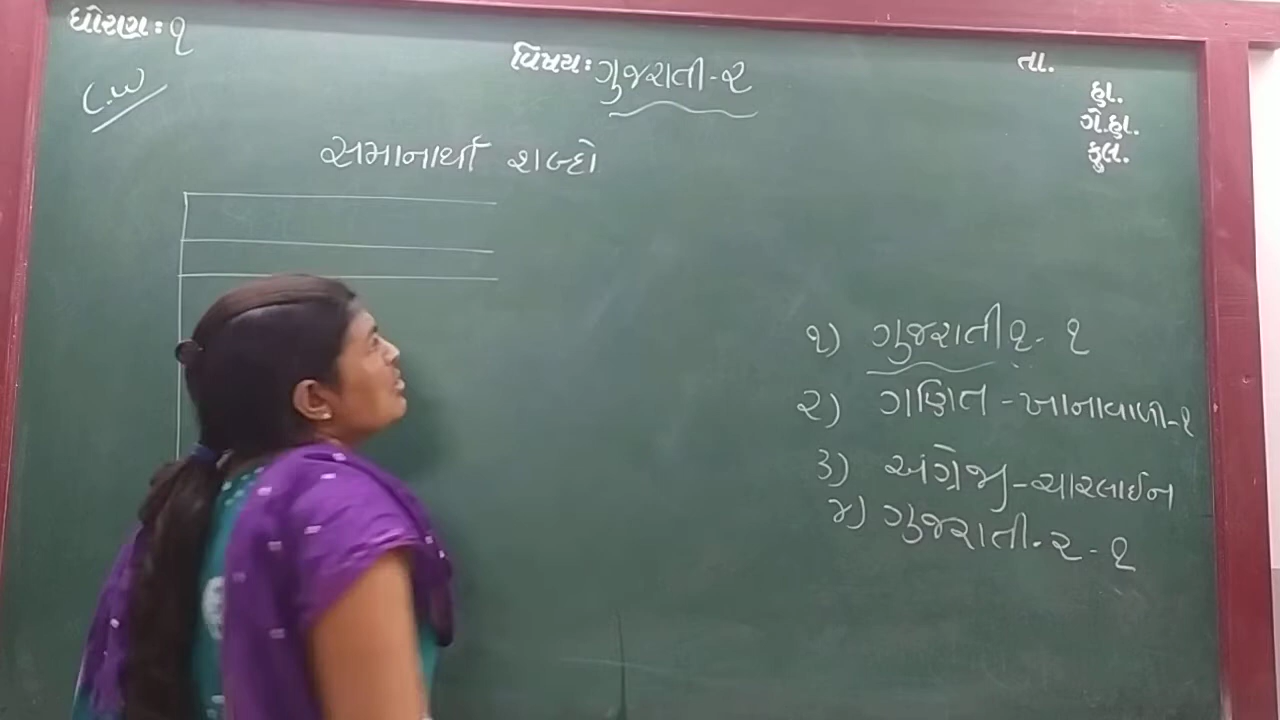 ધોરણ: ૧
વિષય: ગુજરાતી-૨
તા.
હા.
ગે.હા.
કુલ.
C.W
સમાનાર્થી શબ્દો
૧) ગુજરાતી ૧- ૧
૨) ગણિત - ખાનાવાળી-૧
૩) અંગ્રેજી - ચારલાઈન
૪) ગુજરાતી- ૨ - ૧